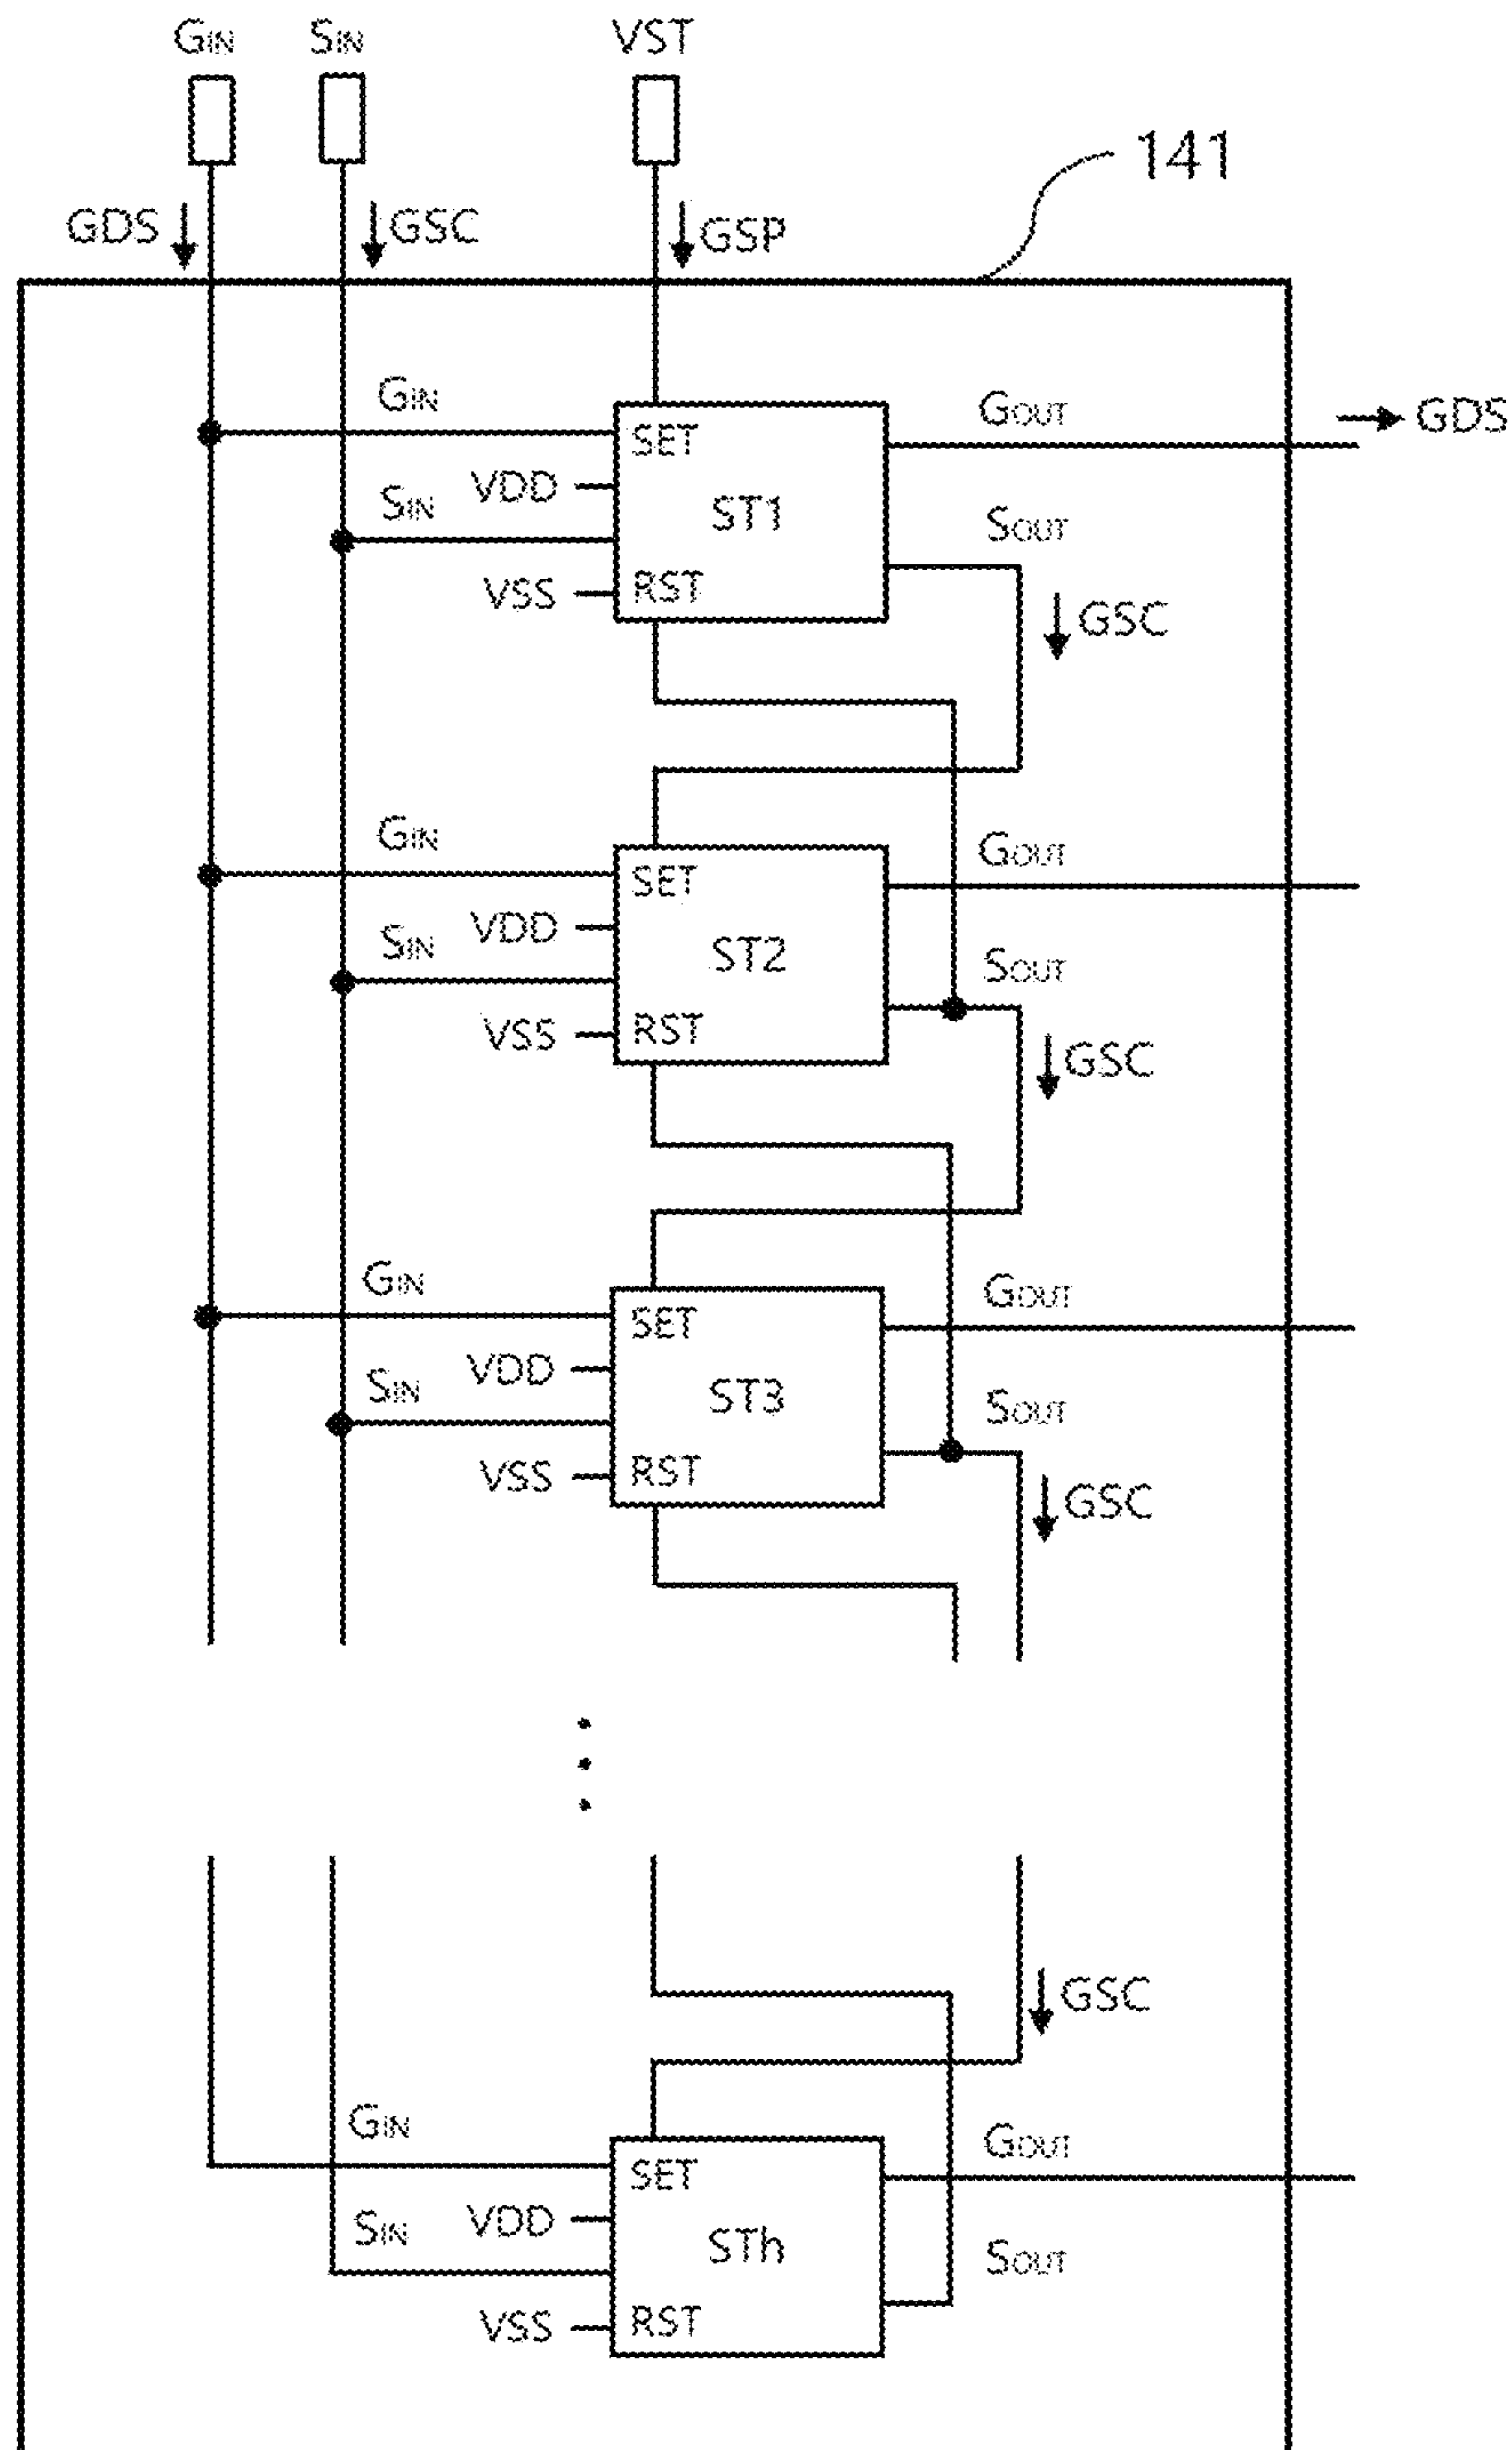 GIN SIN VST
141
GDS GSC GSP
GIN GOUT GDS
SET
VDD
SIN ST1 SOUT
VSS RST
GSC
GIN GOUT
SET
VDD
SIN ST2 SOUT
VSS RST
GSC
GIN GOUT
SET
VDD
SIN ST3 SOUT
VSS RST
GSC
GSC
GIN GOUT
SET
VDD
SIN STh SOUT
VSS RST